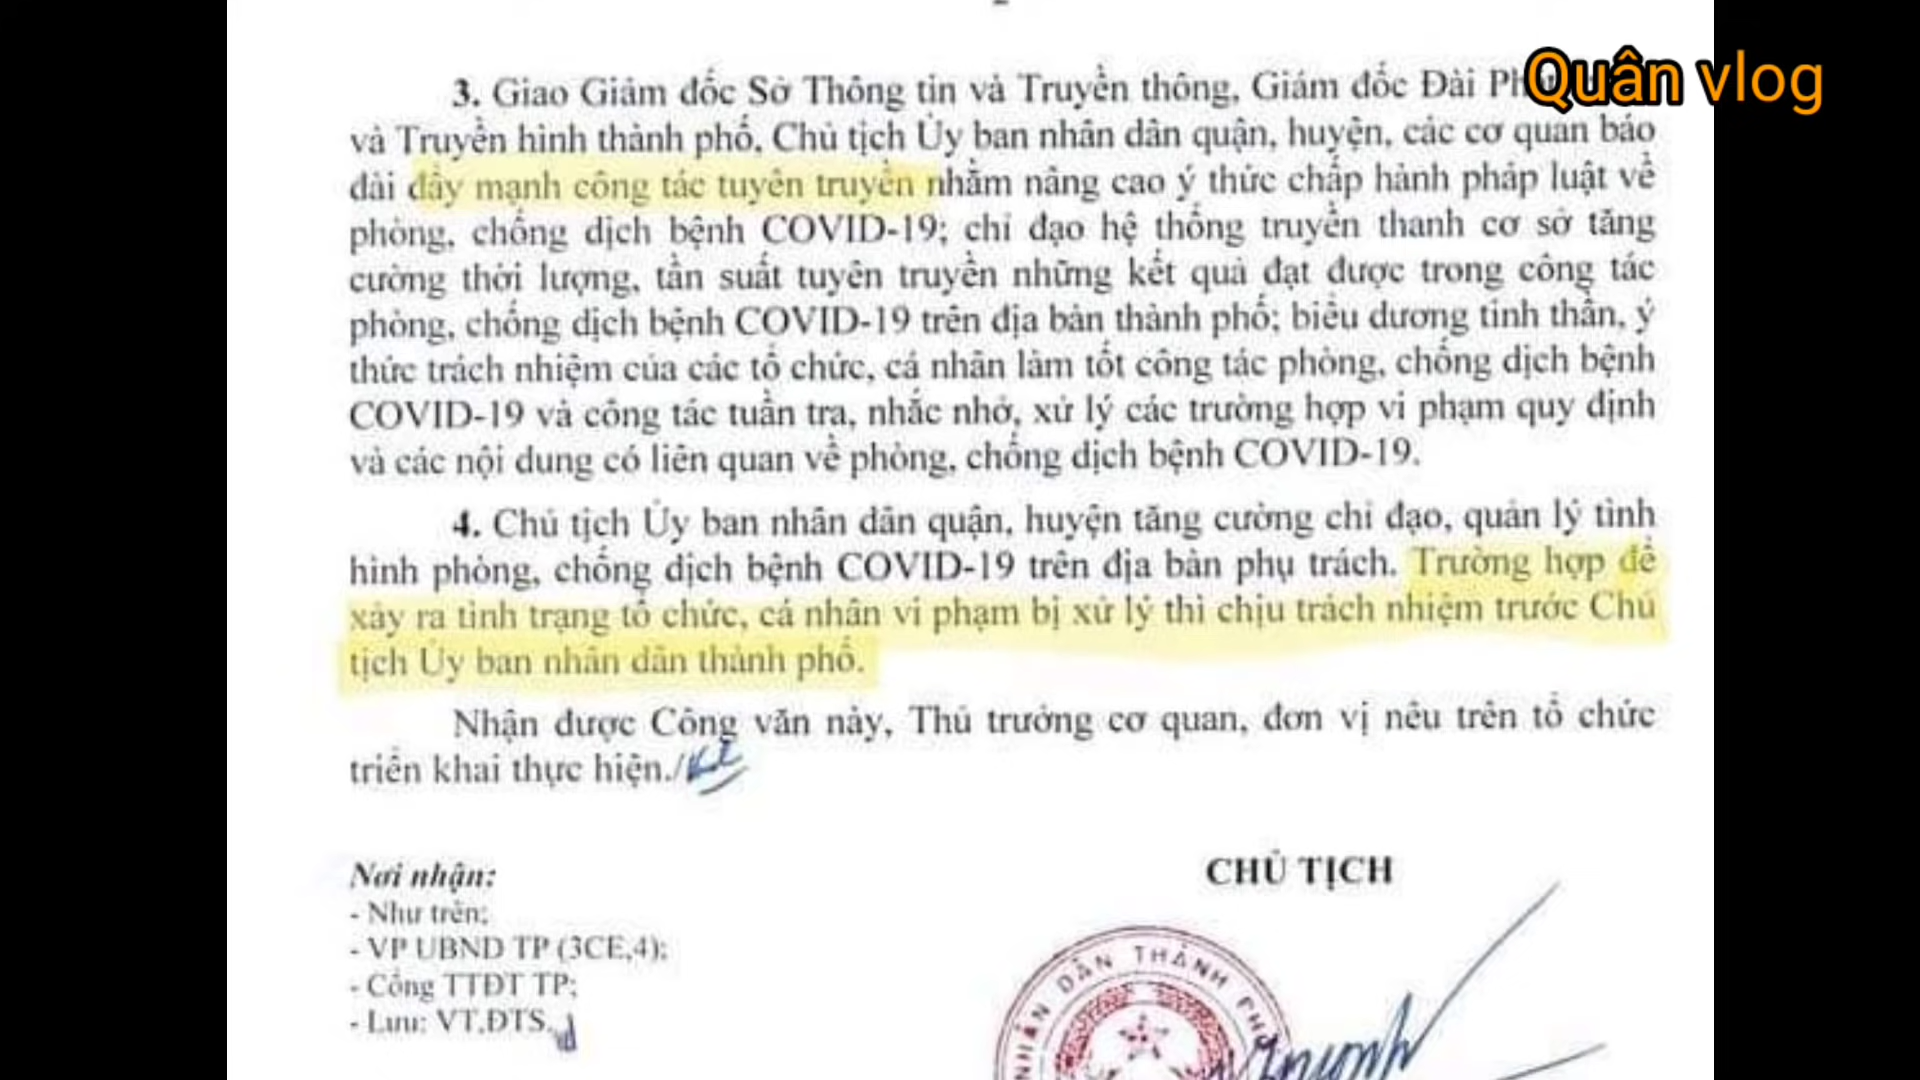 Quân vlog
3. Giao Giám đốc Sở Thông tin và Truyền thông, Giám đốc Đài
và Truyền hình thành phố, Chủ tịch Ủy ban nhân dân quận, huyện, các cơ quan báo
đài đẩy mạnh công tác tuyên truyền nhằm nâng cao ý thức chấp hành pháp luật về
phòng, chống dịch bệnh COVID-19; chỉ đạo hệ thống truyền thanh cơ sở tăng
cường thời lượng, tần suất tuyên truyền những kết quả đạt được trong công tác
phòng, chống dịch bệnh COVID-19 trên địa bàn thành phố; biểu dương tinh thần, ý
thức trách nhiệm của các tổ chức, cá nhân làm tốt công tác phòng, chống dịch bệnh
COVID-19 và công tác tuần tra, nhắc nhở, xử lý các trường hợp vi phạm quy định
và các nội dung có liên quan về phòng, chống dịch bệnh COVID-19.
4. Chủ tịch Ủy ban nhân dân quận, huyện tăng cường chỉ đạo, quản lý tình
hình phòng, chống dịch bệnh COVID-19 trên địa bàn phụ trách. Trường hợp để
xảy ra tình trạng tổ chức, cá nhân vi phạm bị xử lý thì chịu trách nhiệm trước Chủ
tịch Ủy ban nhân dân thành phố.
Nhận được Công văn này, Thủ trưởng cơ quan, đơn vị nêu trên tổ chức
triển khai thực hiện./.
Nơi nhận:
- Như trên;
- VP UBND TP (3CE,4);
- Cổng TTĐT TP;
- Lưu: VT,ĐTS.
CHỦ TỊCH
NHÂN DÂN THÀNH PHỐ